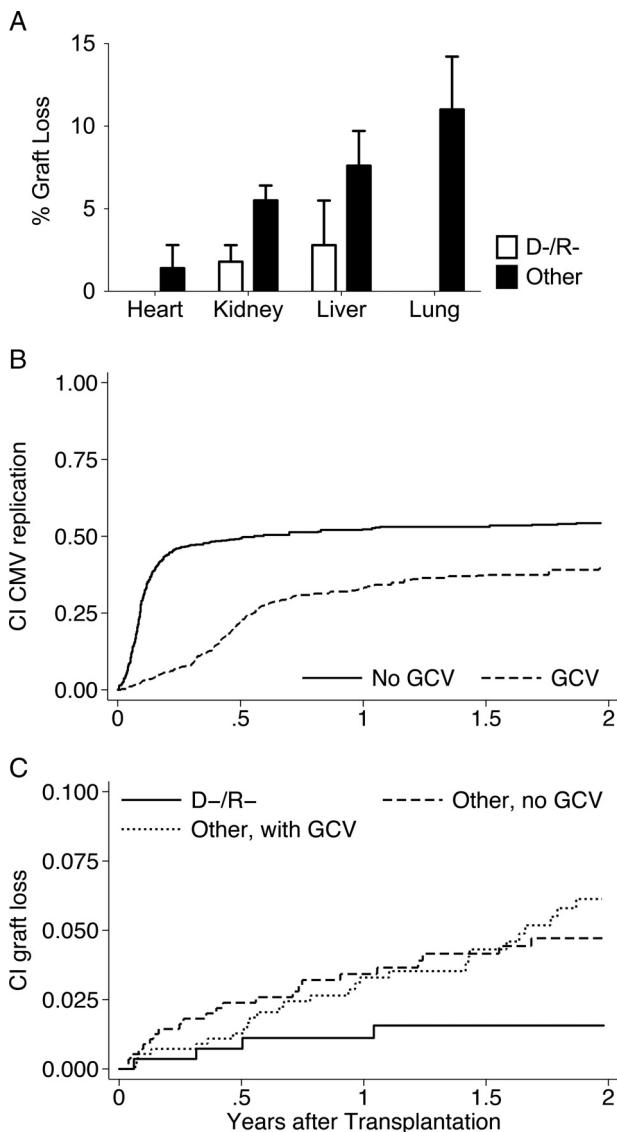 A
% Graft Loss
15
10
5
0
Heart Kidney Liver Lung
D-/R-
Other
B
CI CMV replication
1.00
0.75
0.50
0.25
0.00
No GCV GCV
0 .5 1 1.5 2
C
CI graft loss
0.100
0.075
0.050
0.025
0.000
D–/R– Other, no GCV
Other, with GCV
0 .5 1 1.5 2
Years after Transplantation